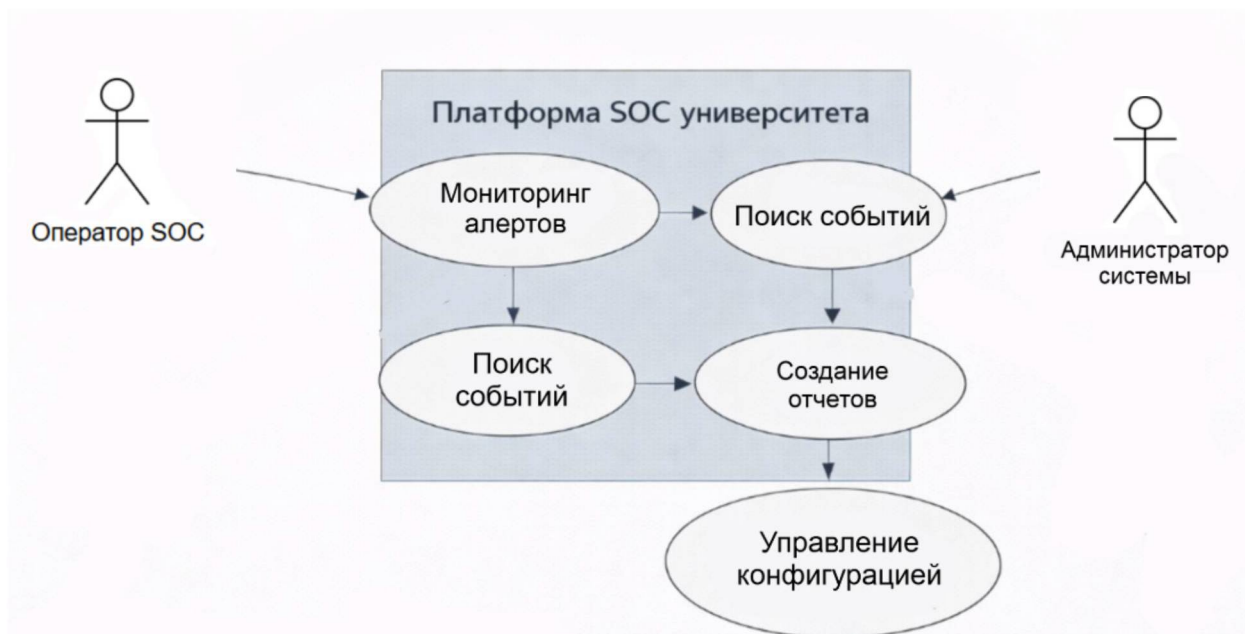 Платформа SOC университета
Оператор SOC
Мониторинг
алертов
Поиск событий
Администратор
системы
Поиск
событий
Создание
отчетов
Управление
конфигурацией